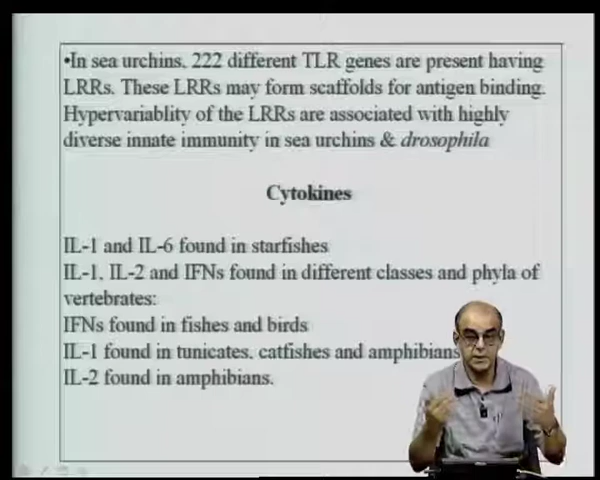 •In sea urchins, 222 different TLR genes are present having
LRRs. These LRRs may form scaffolds for antigen binding.
Hypervariablity of the LRRs are associated with highly
diverse innate immunity in sea urchins & drosophila
Cytokines
IL-1 and IL-6 found in starfishes
IL-1, IL-2 and IFNs found in different classes and phyla of
vertebrates:
IFNs found in fishes and birds
IL-1 found in tunicates, catfishes and amphibians
IL-2 found in amphibians.